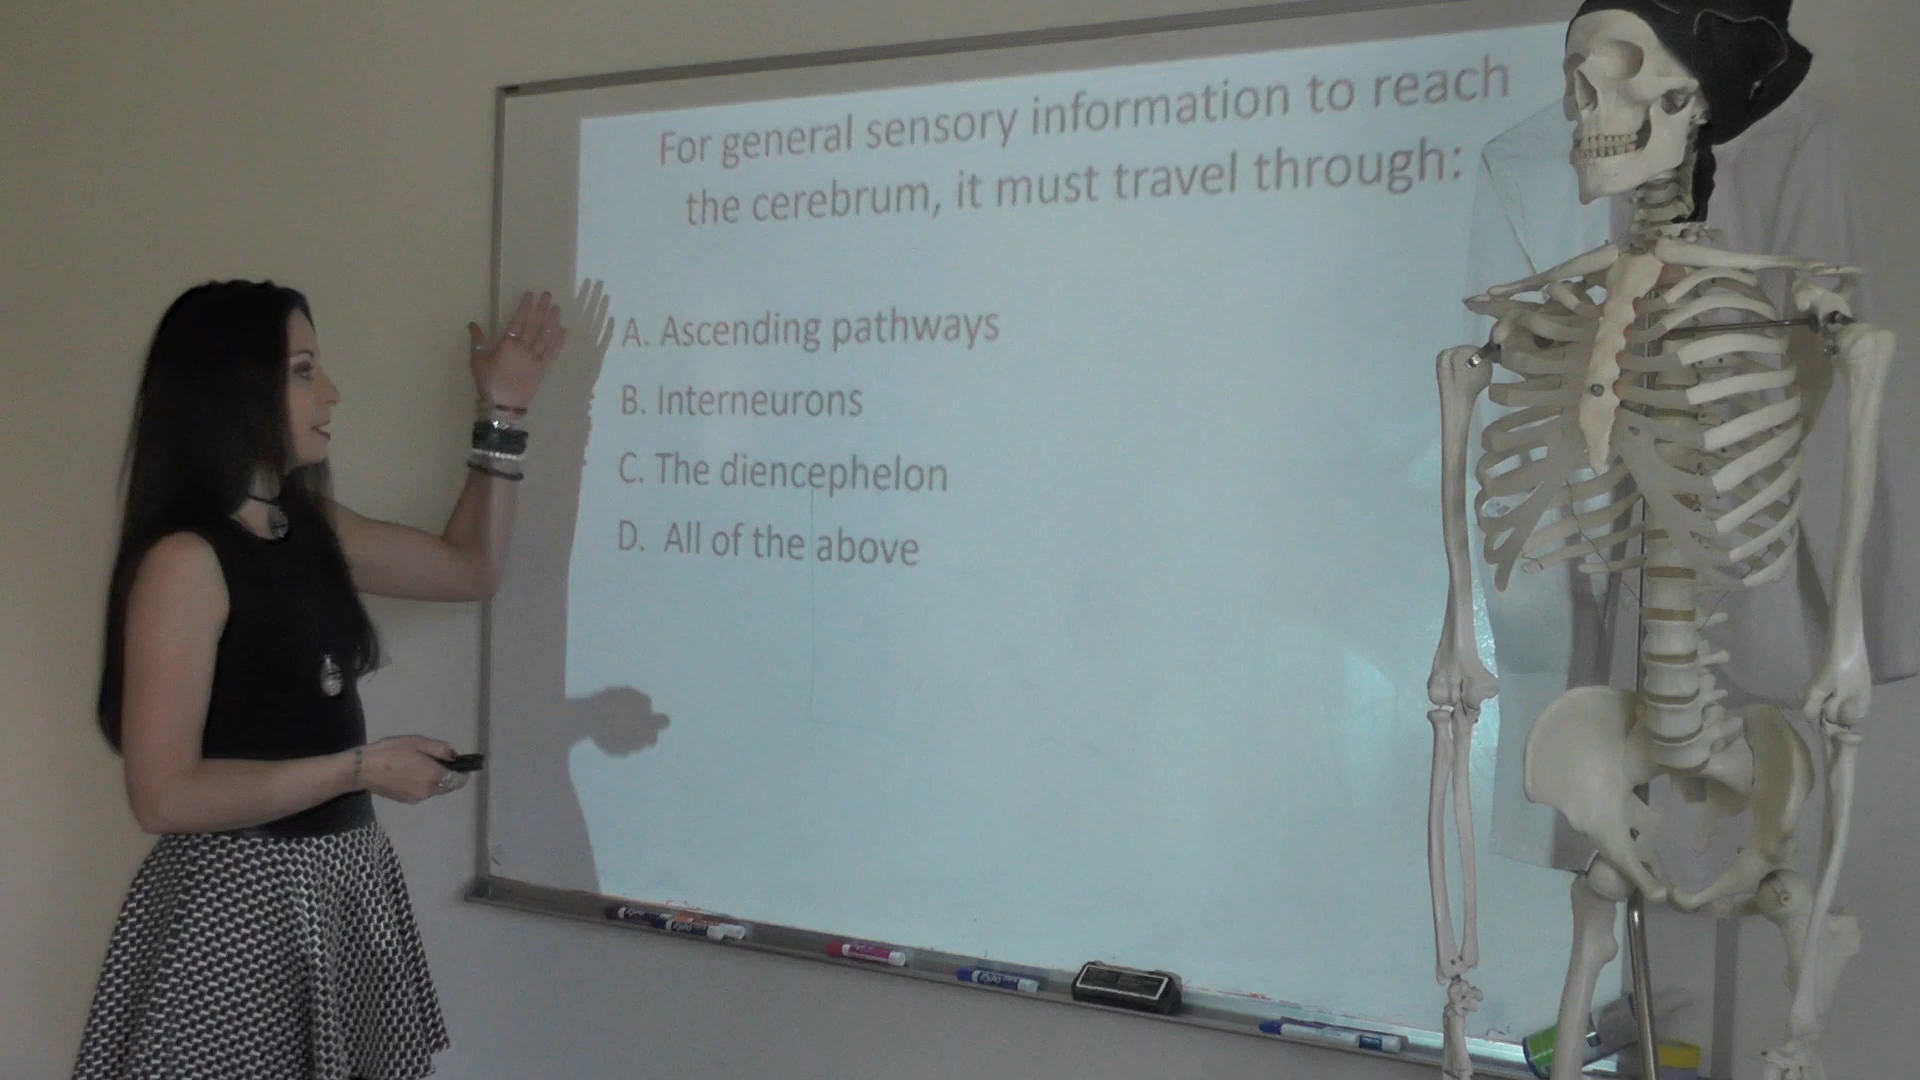 For general sensory information to reach
the cerebrum, it must travel through:
A. Ascending pathways
B. Interneurons
C. The diencephelon
D. All of the above